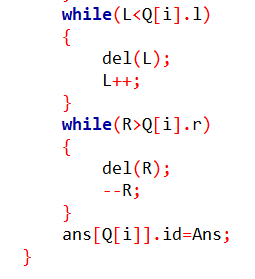 while(L<Q[i].l)
{
del(L);
L++;
}
while(R>Q[i].r)
{
del(R);
--R;
}
ans[Q[i]].id=Ans;
}